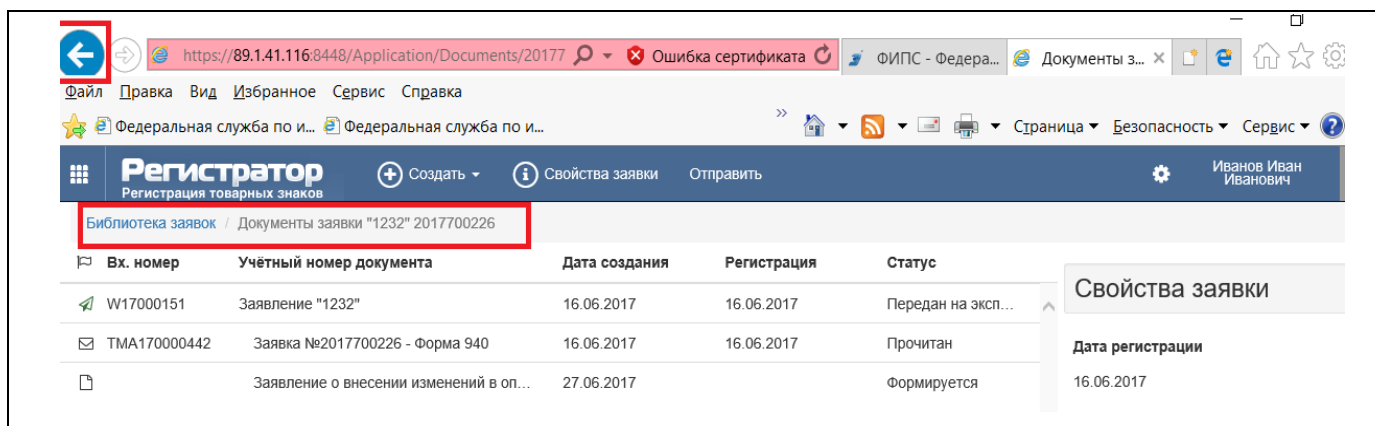 https://89.1.41.116:8448/Application/Documents/20177 Ошибка сертификата ФИПС - Федера... Документы з...
Файл Правка Вид Избранное Сервис Справка
Федеральная служба по и... Федеральная служба по и... » Страница Безопасность Сервис
Регистратор Создать Свойства заявки Отправить Иванов Иван
Регистрация товарных знаков Иванович
Библиотека заявок / Документы заявки "1232" 2017700226
Вх. номер Учётный номер документа Дата создания Регистрация Статус
Свойства заявки
W17000151 Заявление "1232" 16.06.2017 16.06.2017 Передан на эксп...
TMA170000442 Заявка №2017700226 - Форма 940 16.06.2017 16.06.2017 Прочитан Дата регистрации
Заявление о внесении изменений в оп... 27.06.2017 Формируется 16.06.2017